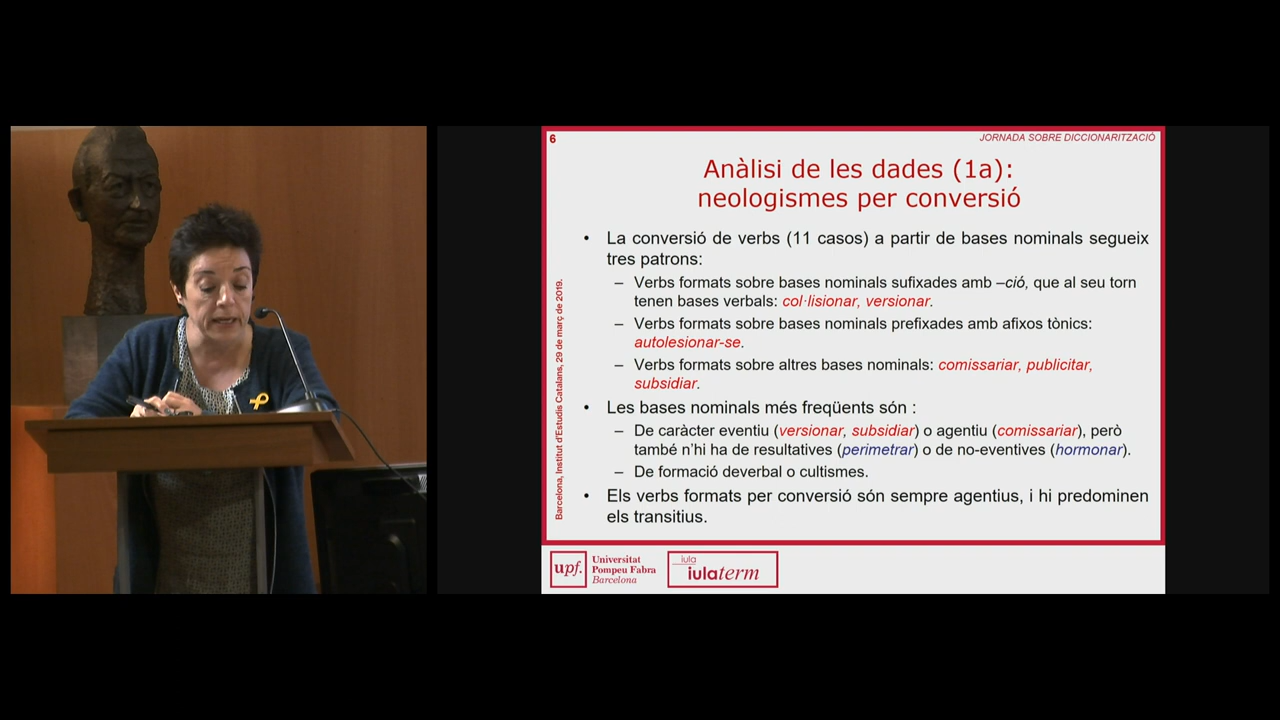 6
JORNADA SOBRE DICCIONARITZACIÓ
Anàlisi de les dades (1a):
neologismes per conversió
• La conversió de verbs (11 casos) a partir de bases nominals segueix
tres patrons:
– Verbs formats sobre bases nominals sufixades amb –ció, que al seu torn
tenen bases verbals: col·lisionar, versionar.
– Verbs formats sobre bases nominals prefixades amb afixos tònics:
autolesionar-se.
– Verbs formats sobre altres bases nominals: comissariar, publicitar,
subsidiar.
• Les bases nominals més freqüents són :
– De caràcter eventiu (versionar, subsidiar) o agentiu (comissariar), però
també n'hi ha de resultatives (perimetrar) o de no-eventives (hormonar).
– De formació deverbal o cultismes.
• Els verbs formats per conversió són sempre agentius, i hi predominen
els transitius.
Barcelona, Institut d'Estudis Catalans, 29 de març de 2019.
upf.
Universitat
Pompeu Fabra
Barcelona
iula
iulaterm